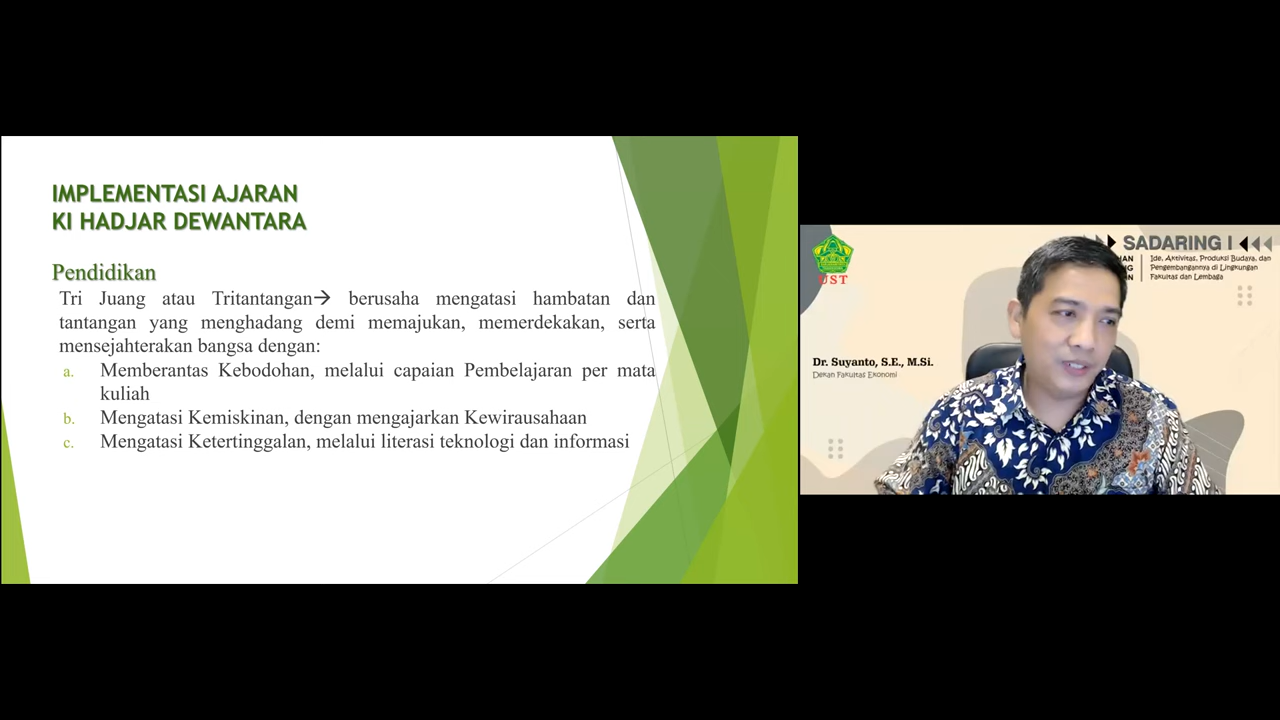 IMPLEMENTASI AJARAN
KI HADJAR DEWANTARA
Pendidikan
Tri Juang atau Tritantangan→ berusaha mengatasi hambatan dan
tantangan yang menghadang demi memajukan, memerdekakan, serta
mensejahterakan bangsa dengan:
a. Memberantas Kebodohan, melalui capaian Pembelajaran per mata
kuliah
b. Mengatasi Kemiskinan, dengan mengajarkan Kewirausahaan
c. Mengatasi Ketertinggalan, melalui literasi teknologi dan informasi
UST
SADARING I
Ide, Aktivitas, Produksi Budaya, dan
Pengembangannya di Lingkungan
Fakultas dan Lembaga
Dr. Suyanto, S.E., M.Si.
Dekan Fakultas Ekonomi